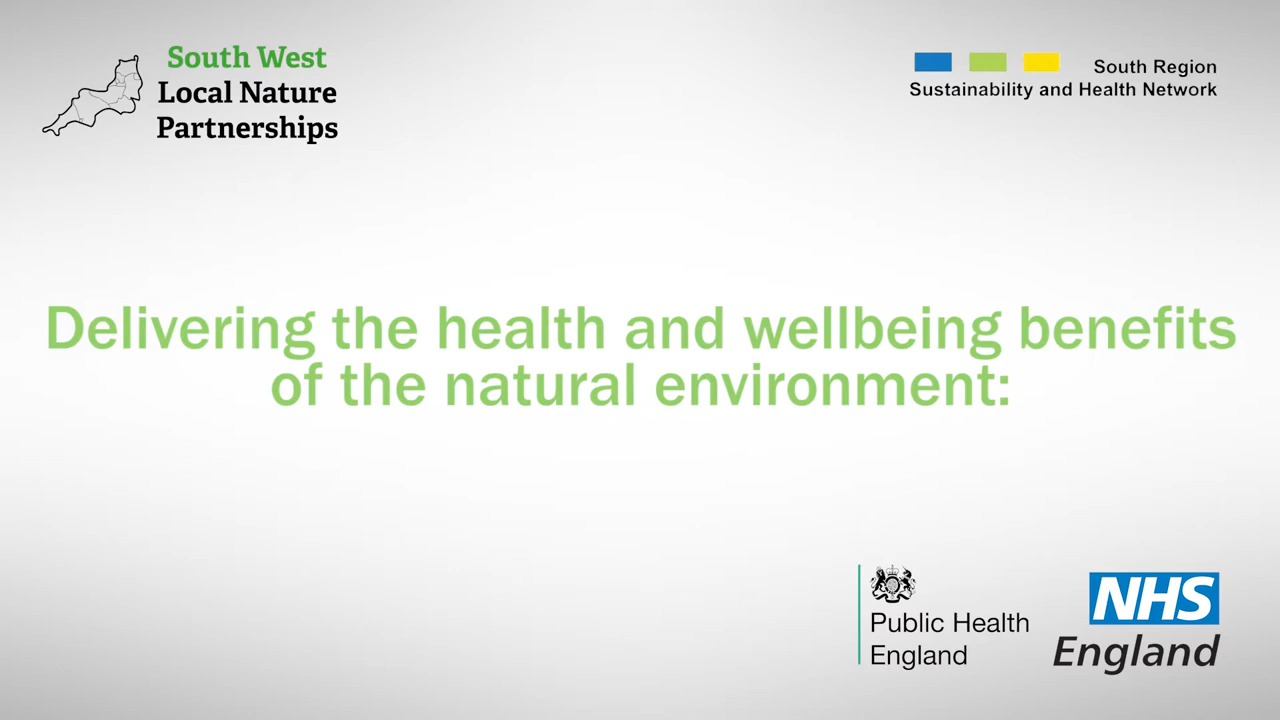 South West
Local Nature
Partnerships
South Region
Sustainability and Health Network
Delivering the health and wellbeing benefits
of the natural environment:
Public Health
England
NHS
England